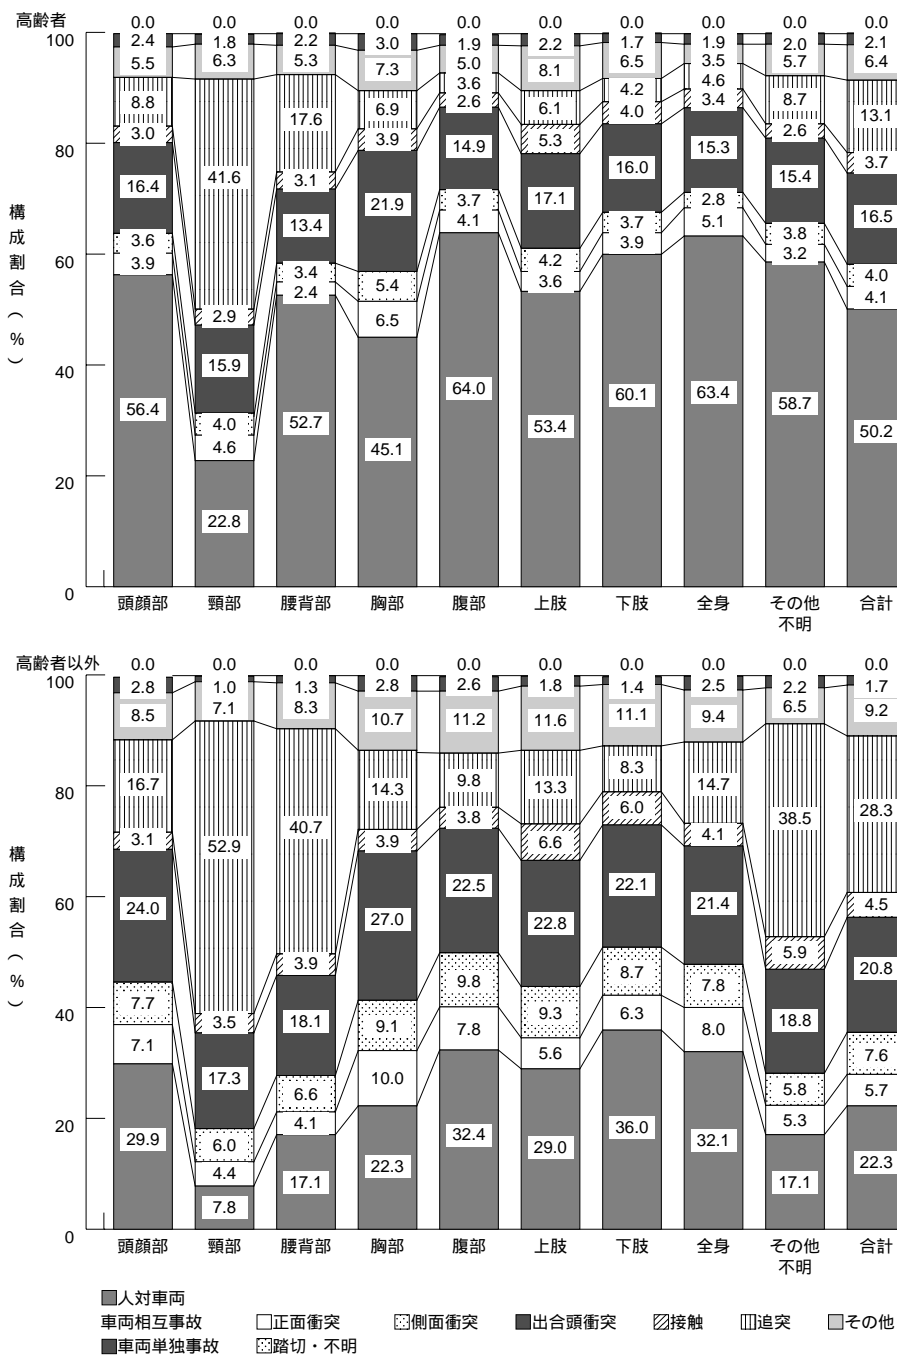 高齢者
0.0 0.0 0.0 0.0 0.0 0.0 0.0 0.0 0.0 0.0
100
2.4 1.8 2.2 3.0 1.9 2.2 1.7 1.9 2.0 2.1
5.5 6.3 5.3 7.3 5.0 8.1 6.5 3.5 5.7 6.4
8.8 41.6 17.6 6.9 3.6 6.1 4.2 4.6 8.7 13.1
3.0 2.9 3.1 3.9 2.6 5.3 4.0 3.4 2.6 3.7
80
16.4 15.9 13.4 21.9 14.9 17.1 16.0 15.3 15.4 16.5
構成割合(%)
3.6 4.0 3.4 5.4 3.7 4.2 3.7 2.8 3.8 4.0
3.9 4.6 2.4 6.5 4.1 3.6 3.9 5.1 3.2 4.1
60
40
56.4 22.8 52.7 45.1 64.0 53.4 60.1 63.4 58.7 50.2
20
0
頭顔部 頸部 腰背部 胸部 腹部 上肢 下肢 全身 その他 合計
不明
高齢者以外
0.0 0.0 0.0 0.0 0.0 0.0 0.0 0.0 0.0 0.0
100
2.8 1.0 1.3 2.8 2.6 1.8 1.4 2.5 2.2 1.7
8.5 7.1 8.3 10.7 11.2 11.6 11.1 9.4 6.5 9.2
16.7 52.9 40.7 14.3 9.8 13.3 8.3 14.7 38.5 28.3
80
3.1 3.5 3.9 3.9 3.8 6.6 6.0 4.1 5.9 4.5
構成割合(%)
24.0 17.3 18.1 27.0 22.5 22.8 22.1 21.4 18.8 20.8
60
7.7 6.0 6.6 9.1 9.8 9.3 8.7 7.8 5.8 7.6
40
7.1 4.4 4.1 10.0 7.8 5.6 6.3 8.0 5.3 5.7
29.9 7.8 17.1 22.3 32.4 29.0 36.0 32.1 17.1 22.3
20
0
頭顔部 頸部 腰背部 胸部 腹部 上肢 下肢 全身 その他 合計
不明
人対車両
車両相互事故 正面衝突 側面衝突 出合頭衝突 接触 追突 その他
車両単独事故 踏切・不明